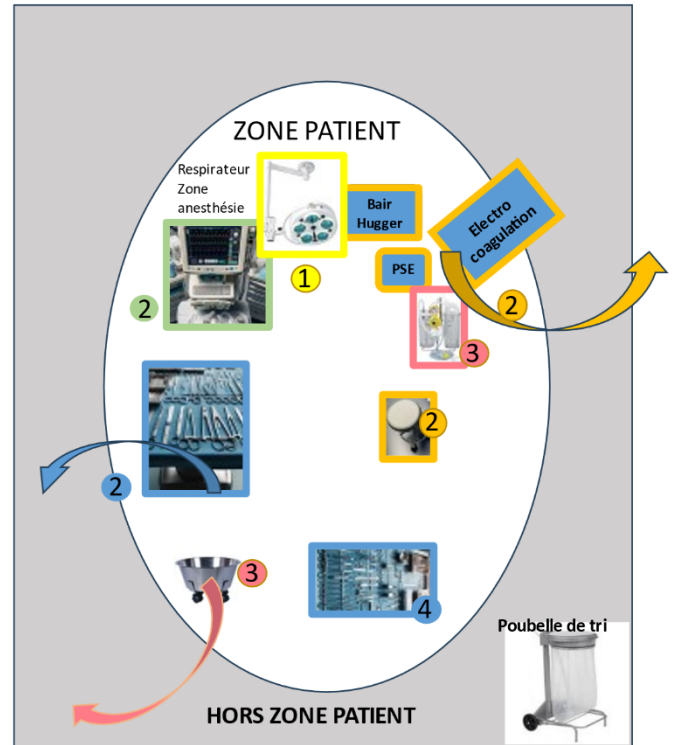 ZONE PATIENT
Respirateur
Zone
anesthésie
Bair
Hugger
Electro
coagulation
PSE
1
2
2
3
2
2
3
4
Poubelle de tri
HORS ZONE PATIENT